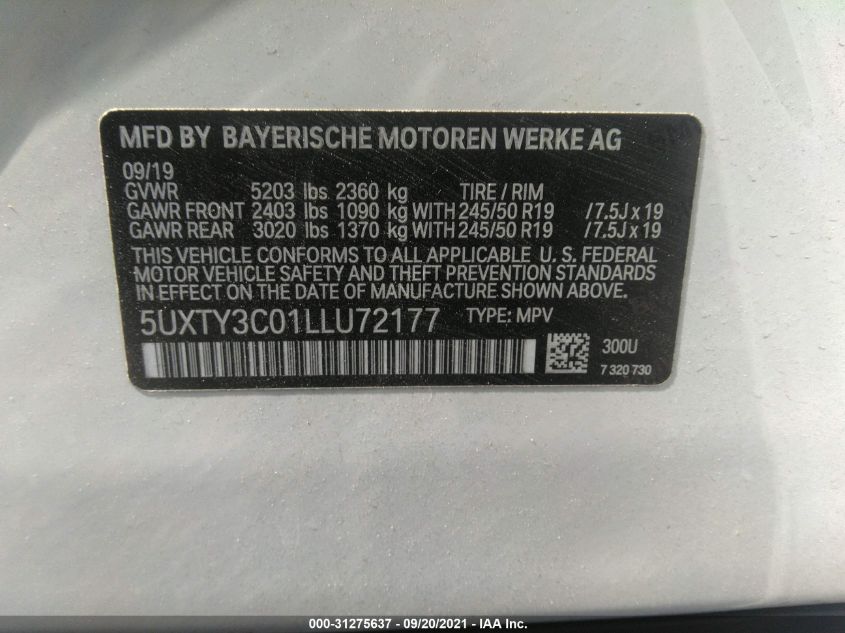 MFD BY BAYERISCHE MOTOREN WERKE AG
09/19
GVWR 5203 lbs 2360 kg TIRE / RIM
GAWR FRONT 2403 lbs 1090 kg WITH 245/50 R19 / 7.5J x 19
GAWR REAR 3020 lbs 1370 kg WITH 245/50 R19 / 7.5J x 19
THIS VEHICLE CONFORMS TO ALL APPLICABLE U. S. FEDERAL
MOTOR VEHICLE SAFETY AND THEFT PREVENTION STANDARDS
IN EFFECT ON THE DATE OF MANUFACTURE SHOWN ABOVE.
5UXTY3C01LLU72177 TYPE: MPV
300U
7 320 730
000-31275637 - 09/20/2021 - IAA Inc.